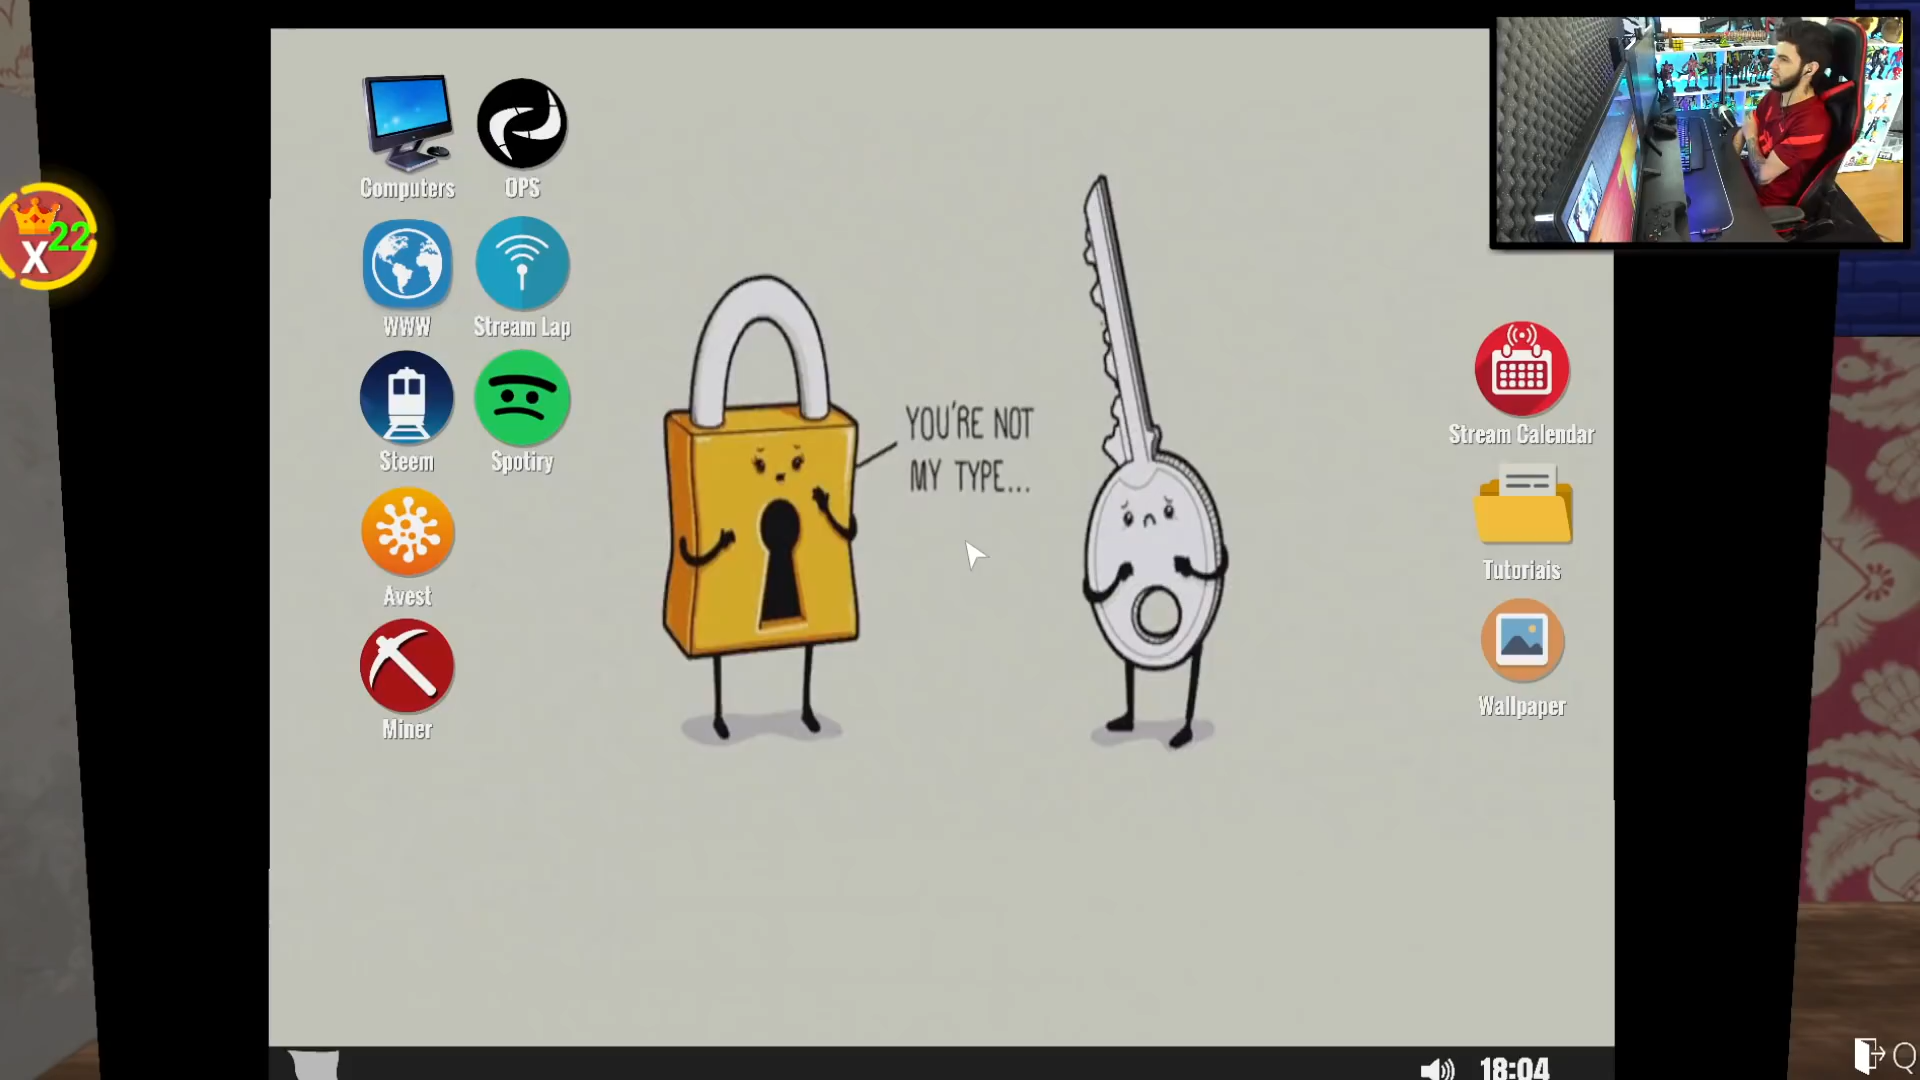 Computers
OPS
X22
WWW
Stream Lap
YOU'RE NOT
MY TYPE...
Stream Calendar
Steem
Spotiry
Tutorials
Avest
Wallpaper
Miner
18:04
Q